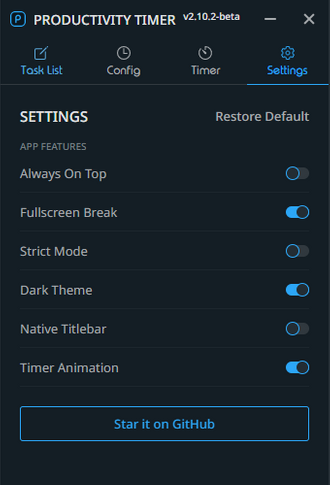 P PRODUCTIVITY TIMER v2.10.2-beta
Task List Config Timer Settings
SETTINGS Restore Default
APP FEATURES
Always On Top
Fullscreen Break
Strict Mode
Dark Theme
Native Titlebar
Timer Animation
Star it on GitHub